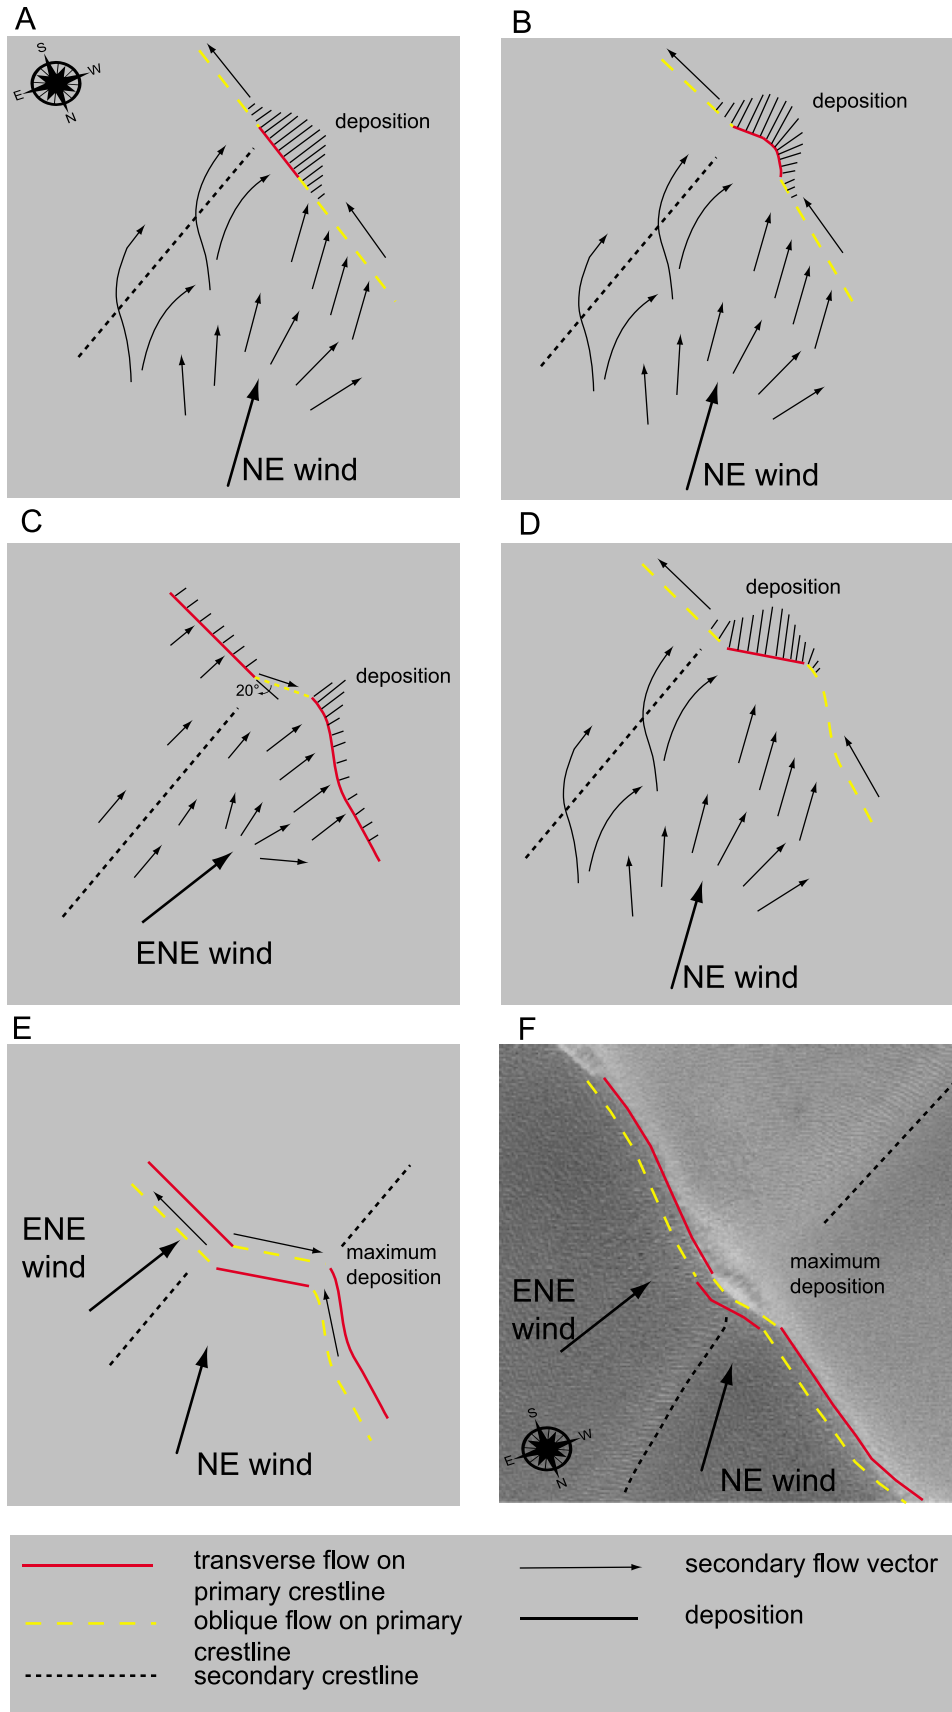 A
S
E
W
N
deposition
NE wind
B
deposition
NE wind
C
20°
deposition
ENE wind
D
deposition
NE wind
E
ENE
wind
maximum
deposition
NE wind
F
maximum
deposition
ENE
wind
S
E
W
N
NE wind
transverse flow on
primary crestline
oblique flow on primary
crestline
secondary crestline
secondary flow vector
deposition